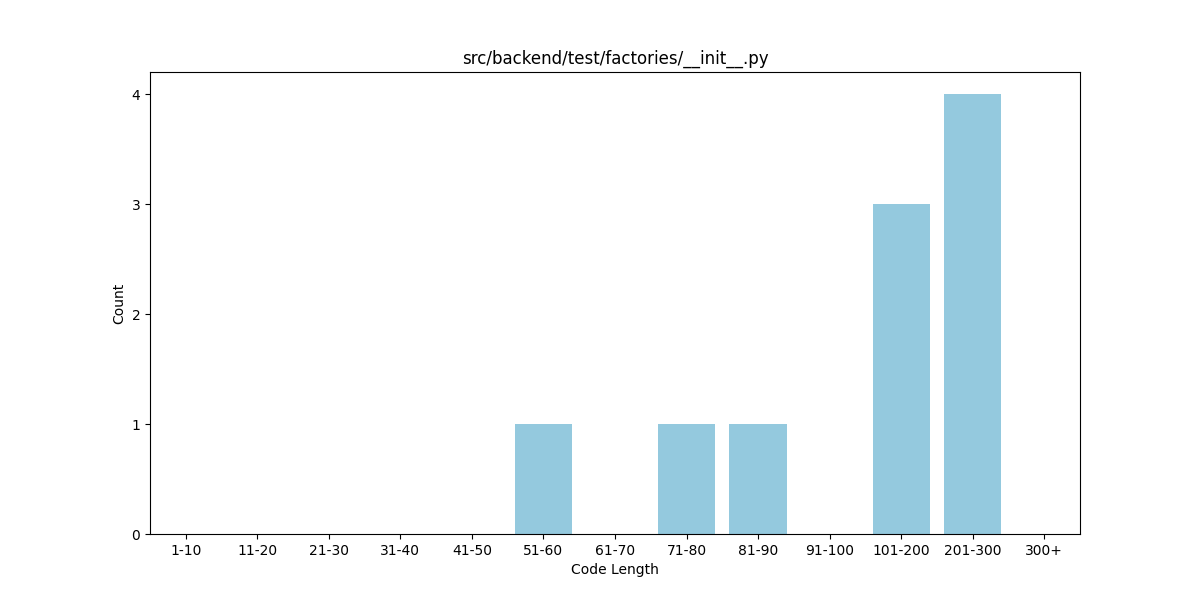 src/backend/test/factories/__init__.py
4
3
2
1
0
Count
1-10 11-20 21-30 31-40 41-50 51-60 61-70 71-80 81-90 91-100 101-200 201-300 300+
Code Length